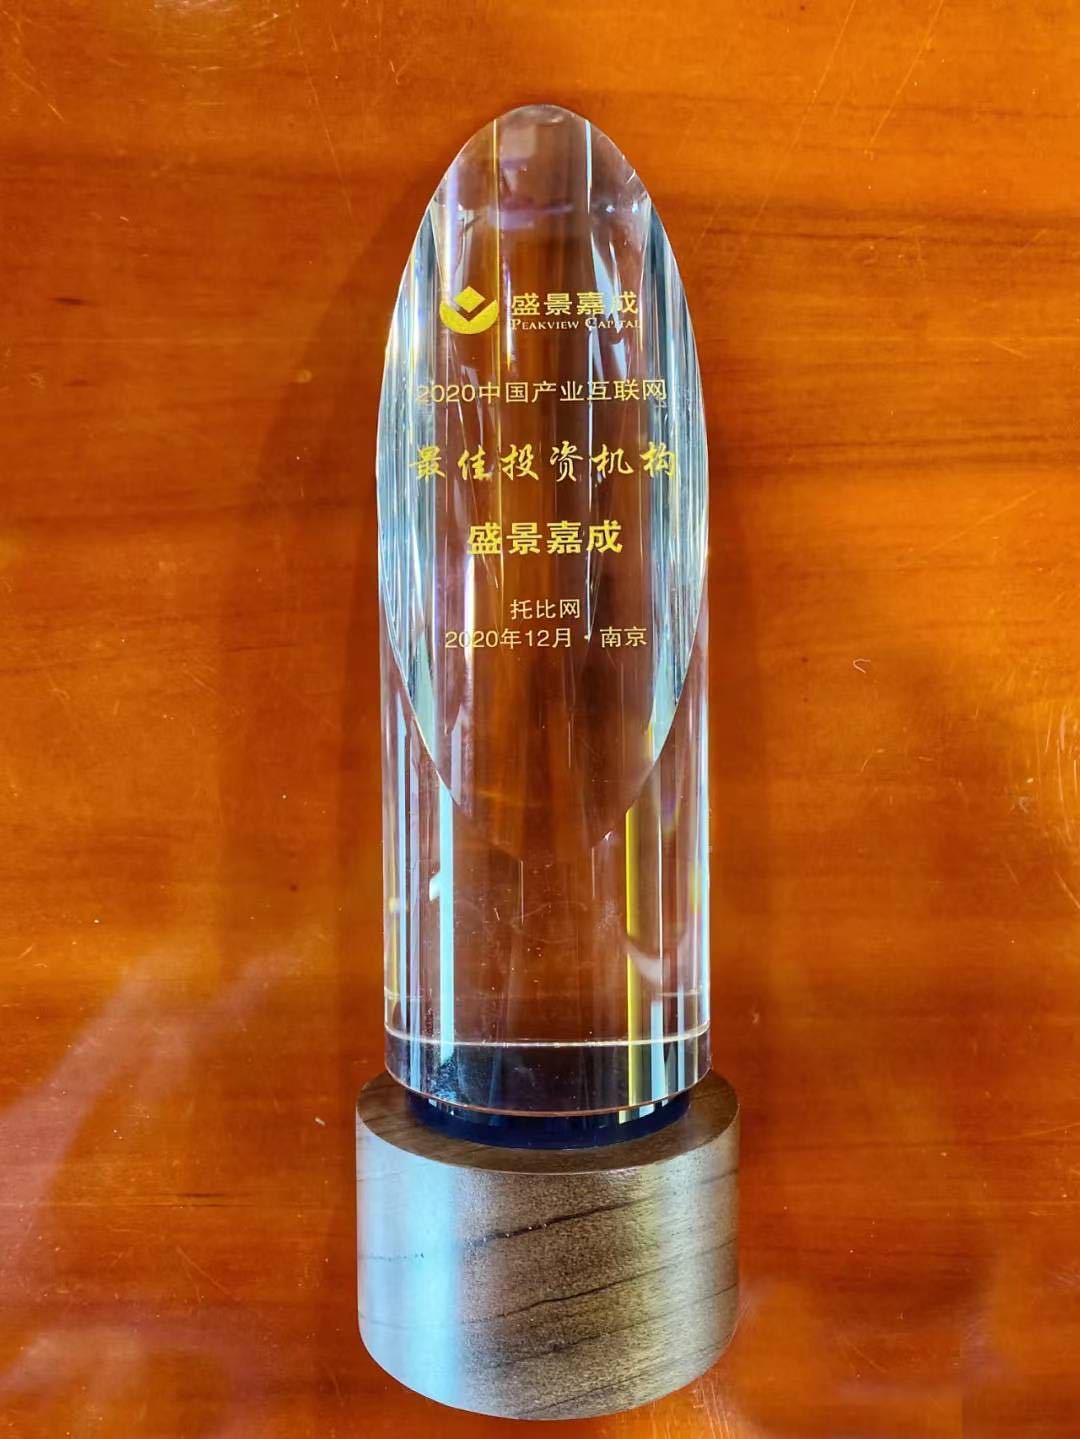 盛景嘉成
PEAKVIEW CAPITAL
2020中国产业互联网
最佳投资机构
盛景嘉成
托比网
2020年12月·南京